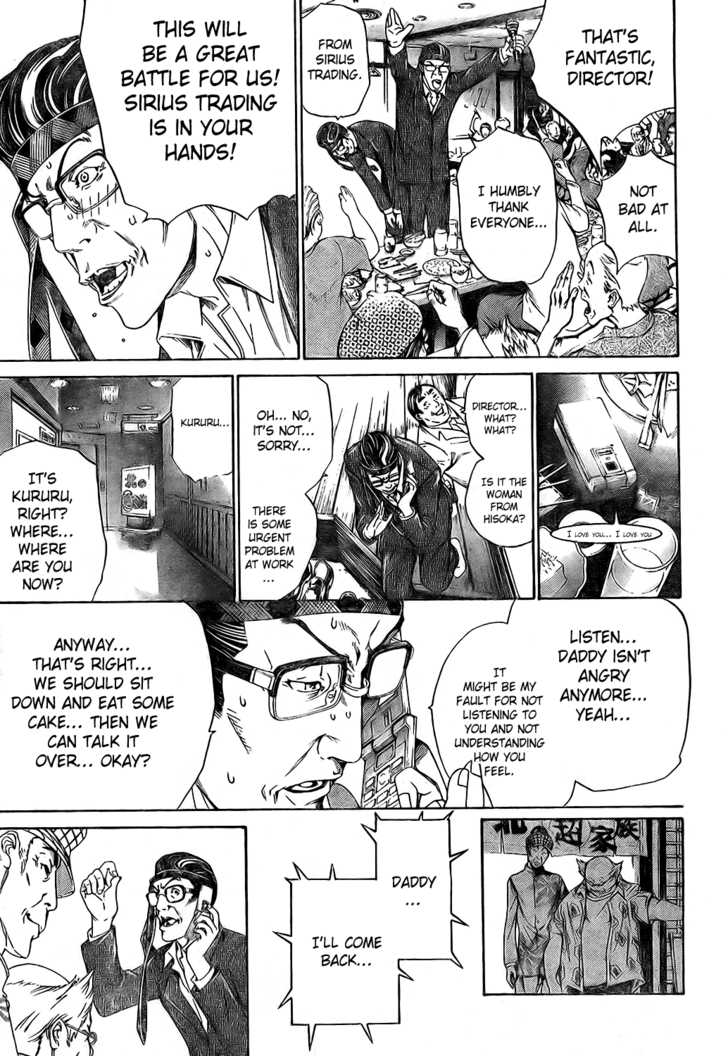 THAT'S
FANTASTIC,
DIRECTOR!
NOT
BAD AT
ALL.
FROM
SIRIUS
TRADING.
I HUMBLY
THANK
EVERYONE...
THIS WILL
BE A GREAT
BATTLE FOR US!
SIRIUS TRADING
IS IN YOUR
HANDS!
I LOVE YOU... I LOVE YOU
DIRECTOR...
WHAT?
WHAT?
IS IT THE
WOMAN
FROM
HISOKA?
OH... NO,
IT'S NOT...
SORRY...
THERE
IS SOME
URGENT
PROBLEM
AT WORK
...
KURURU...
IT'S
KURURU,
RIGHT?
WHERE...
WHERE
ARE YOU
NOW?
LISTEN...
DADDY ISN'T
ANGRY
ANYMORE...
YEAH...
IT
MIGHT BE MY
FAULT FOR NOT
LISTENING TO
YOU AND NOT
UNDERSTANDING
HOW YOU
FEEL.
ANYWAY...
THAT'S RIGHT...
WE SHOULD SIT
DOWN AND EAT SOME
CAKE... THEN WE
CAN TALK IT
OVER... OKAY?
超家族
DADDY
...
I'LL COME
BACK...